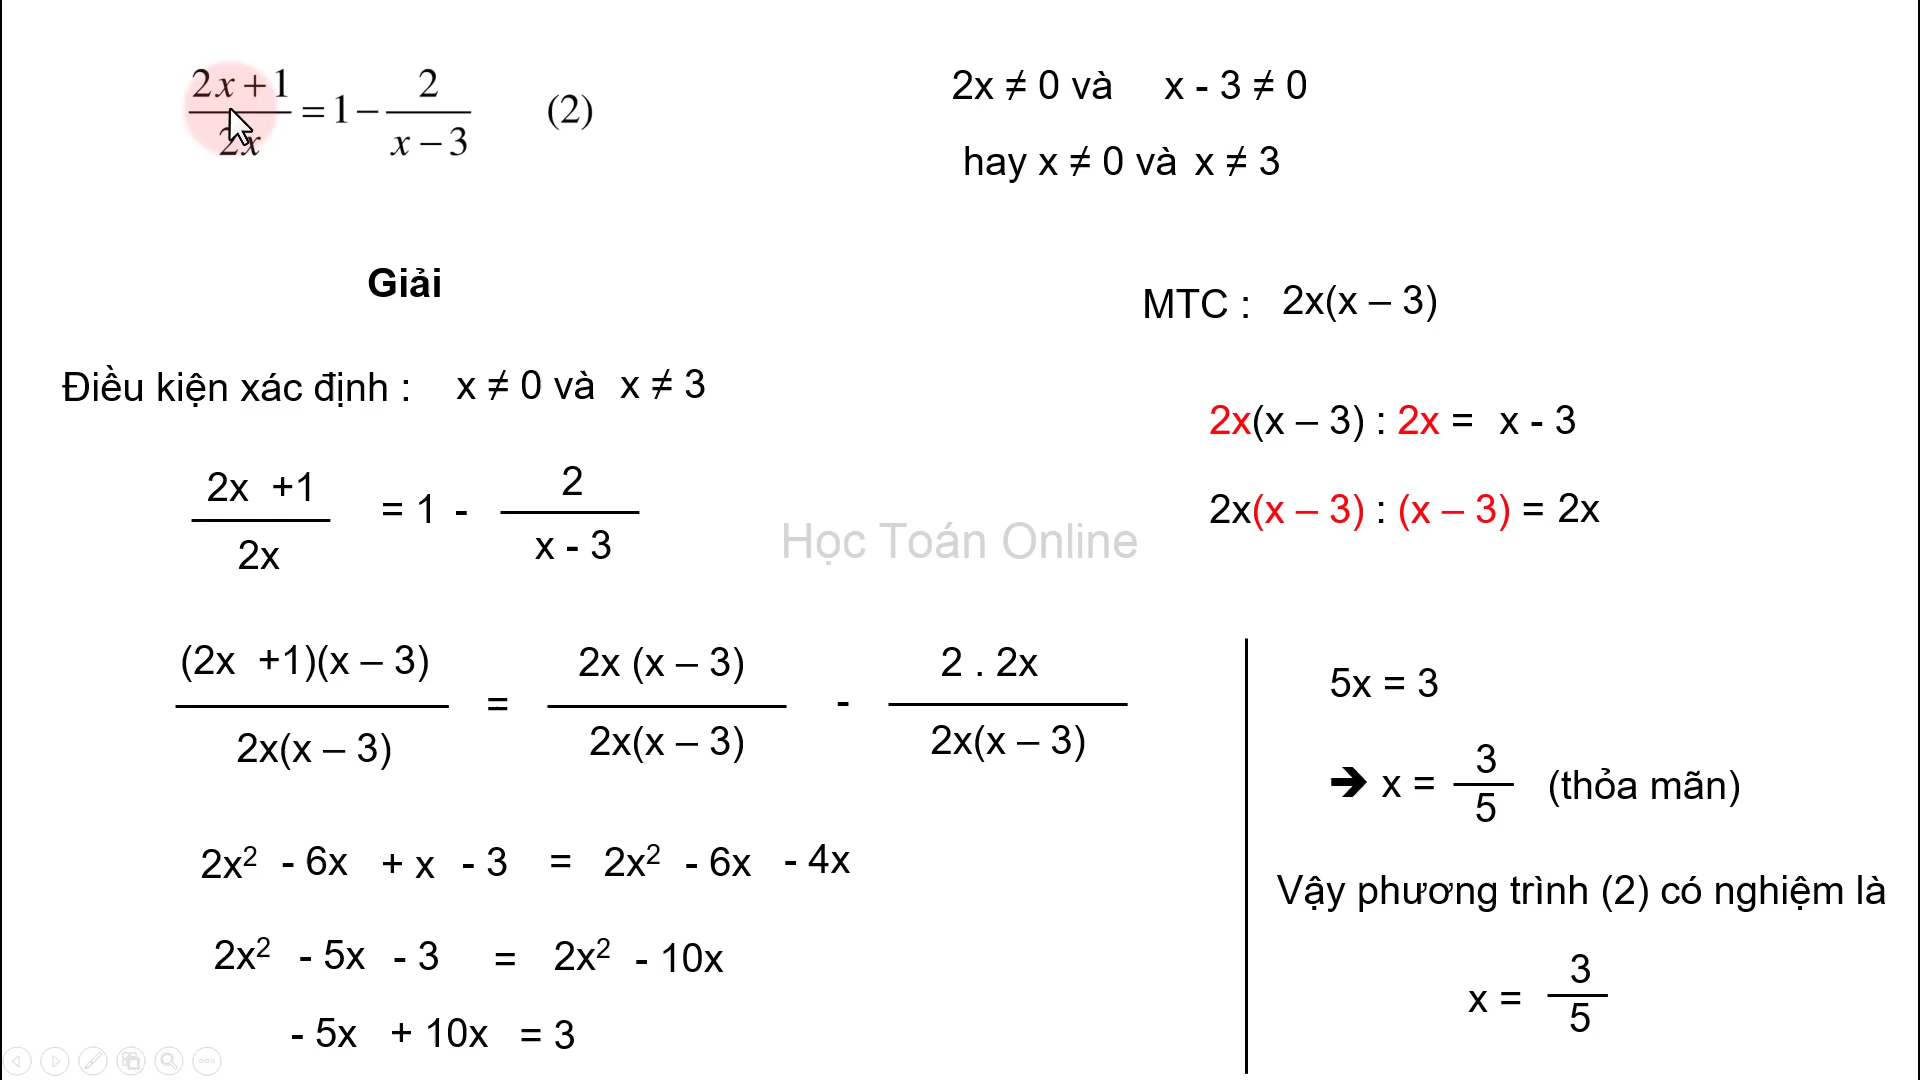 2x+1 / 2x = 1 − 2 / x − 3 (2)
2x ≠ 0 và x - 3 ≠ 0
hay x ≠ 0 và x ≠ 3
Giải
MTC : 2x(x – 3)
Điều kiện xác định : x ≠ 0 và x ≠ 3
2x(x – 3) : 2x = x - 3
2x(x – 3) : (x – 3) = 2x
2x +1 / 2x = 1 - 2 / x - 3
Học Toán Online
(2x +1)(x – 3) / 2x(x – 3) = 2x (x – 3) / 2x(x – 3) - 2 . 2x / 2x(x – 3)
2x² - 6x + x - 3 = 2x² - 6x - 4x
2x² - 5x - 3 = 2x² - 10x
- 5x + 10x = 3
5x = 3
➔ x = 3 / 5 (thỏa mãn)
Vậy phương trình (2) có nghiệm là
x = 3 / 5